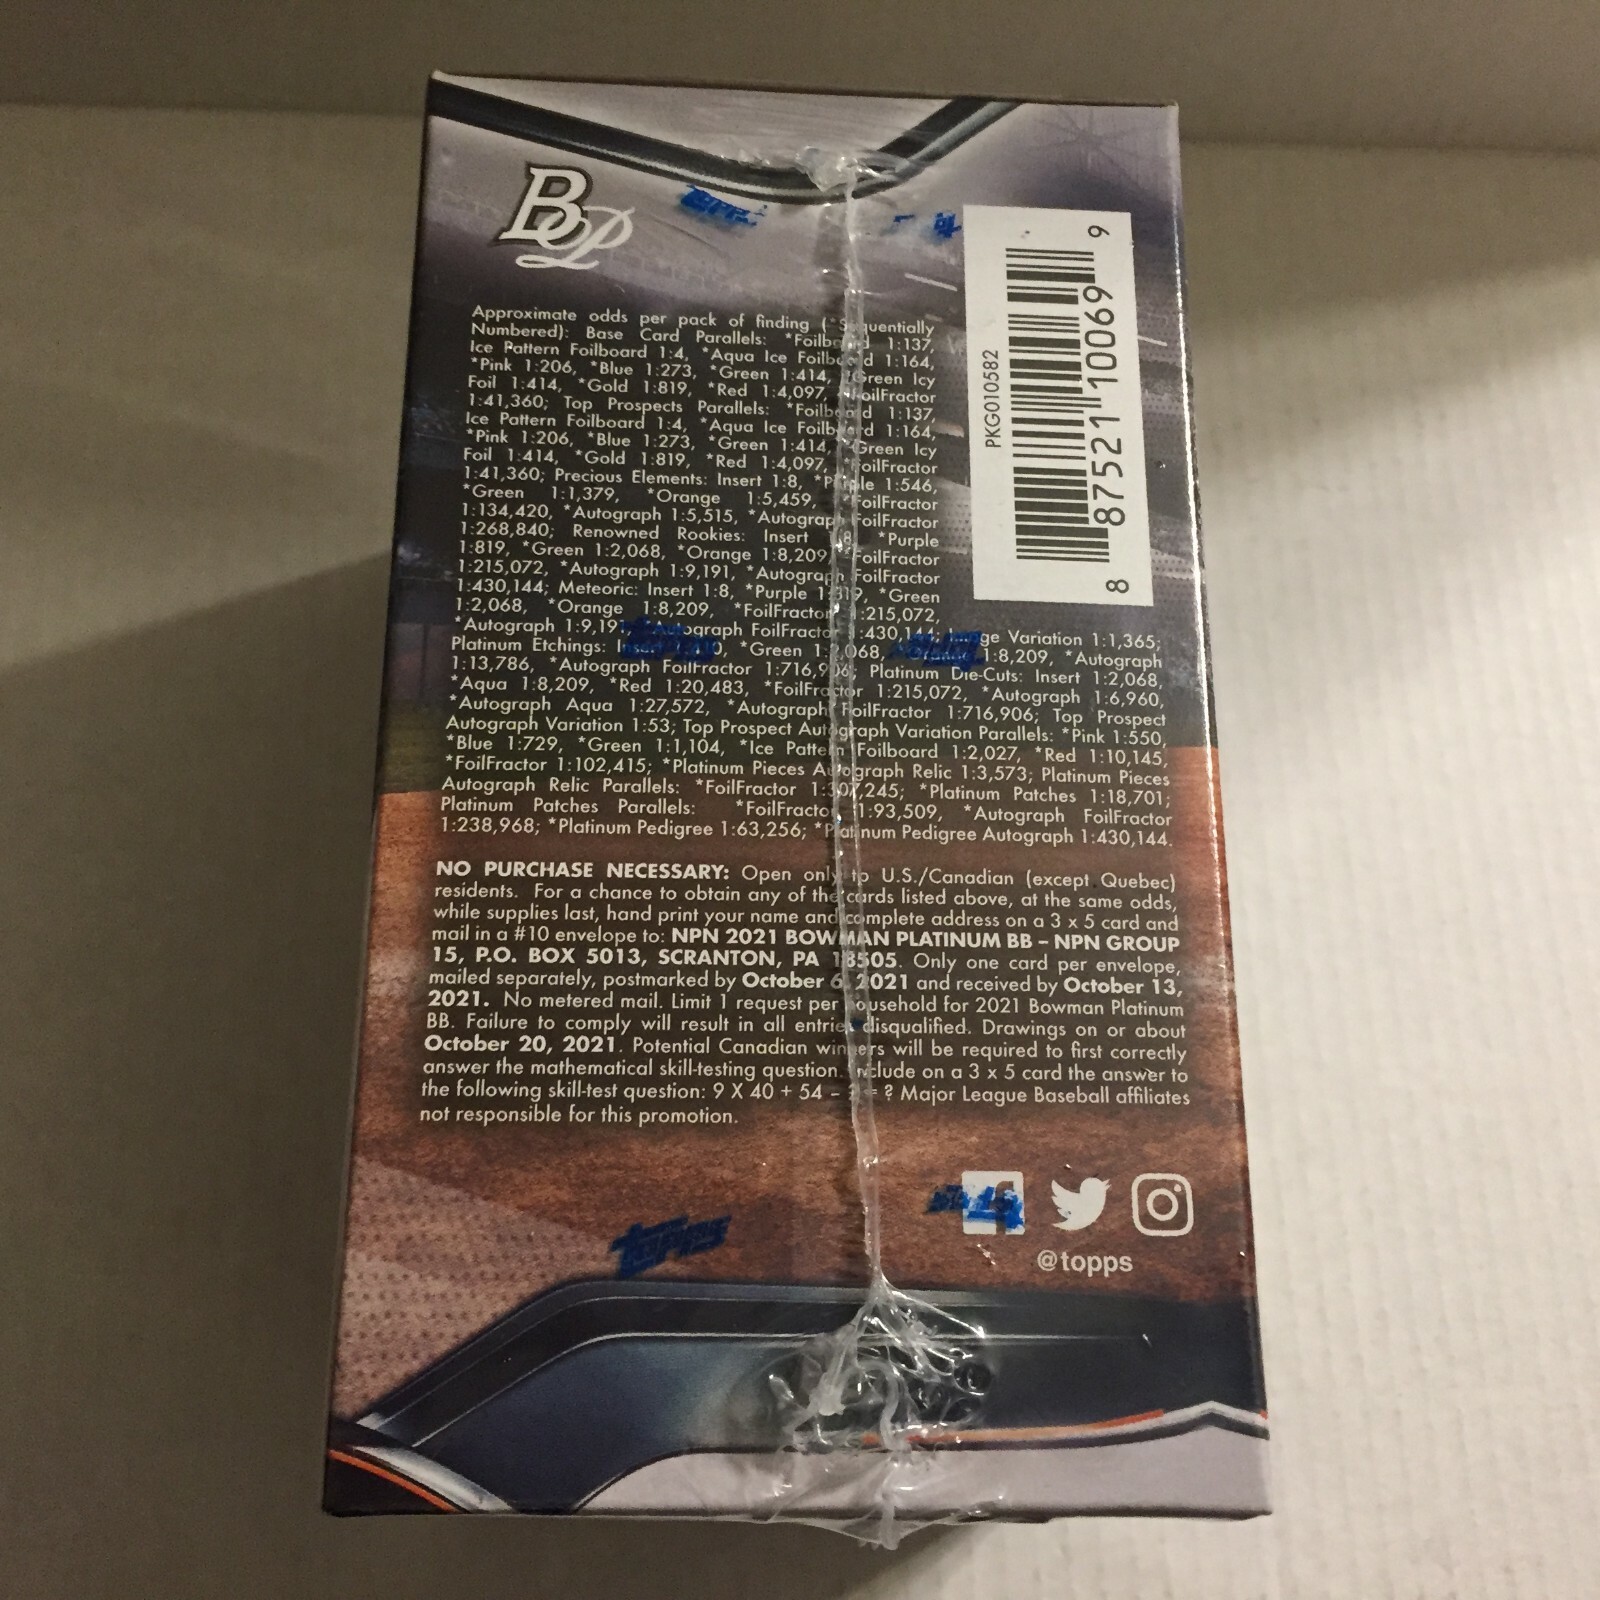 BP
topps
Approximate odds per pack of finding (*Sequentially
Numbered): Base Card Parallels: *Foilboard 1:137,
Ice Pattern Foilboard 1:4, *Aqua Ice Foilboard 1:164,
*Pink 1:206, *Blue 1:273, *Green 1:414, *Green Icy
Foil 1:414, *Gold 1:819, *Red 1:4,097, *FoilFractor
1:41,360; Top Prospects Parallels: *Foilboard 1:137,
Ice Pattern Foilboard 1:4, *Aqua Ice Foilboard 1:164,
*Pink 1:206, *Blue 1:273, *Green 1:414, *Green Icy
Foil 1:414, *Gold 1:819, *Red 1:4,097, *FoilFractor
1:41,360; Precious Elements: Insert 1:8, *Purple 1:546,
*Green 1:1,379, *Orange 1:5,459, *FoilFractor
1:134,420, *Autograph 1:5,515, *Autograph FoilFractor
1:268,840; Renowned Rookies: Insert 1:8, *Purple
1:819, *Green 1:2,068, *Orange 1:8,209, *FoilFractor
1:215,072, *Autograph 1:9,191, *Autograph FoilFractor
1:430,144; Meteoric: Insert 1:8, *Purple 1:819, *Green
1:2,068, *Orange 1:8,209, *FoilFractor 1:215,072,
*Autograph 1:9,191, *Autograph FoilFractor 1:430,144; Image Variation 1:1,365;
Platinum Etchings: Insert *Green 1:2,068, *Orange 1:8,209, *Autograph
1:13,786, *Autograph FoilFractor 1:716,906; Platinum Die-Cuts: Insert 1:2,068,
*Aqua 1:8,209, *Red 1:20,483, *FoilFractor 1:215,072, *Autograph 1:6,960,
*Autograph Aqua 1:27,572, *Autograph FoilFractor 1:716,906; Top Prospect
Autograph Variation 1:53; Top Prospect Autograph Variation Parallels: *Pink 1:550,
*Blue 1:729, *Green 1:1,104, *Ice Pattern Foilboard 1:2,027, *Red 1:10,145,
*FoilFractor 1:102,415; *Platinum Pieces Autograph Relic 1:3,573; Platinum Pieces
Autograph Relic Parallels: *FoilFractor 1:307,245; *Platinum Patches 1:18,701;
Platinum Patches Parallels: *FoilFractor 1:93,509, *Autograph FoilFractor
1:238,968; *Platinum Pedigree 1:63,256; *Platinum Pedigree Autograph 1:430,144.
PKG010582
8 87521 10069 9
topps
NO PURCHASE NECESSARY: Open only to U.S./Canadian (except Quebec)
residents. For a chance to obtain any of the cards listed above, at the same odds,
while supplies last, hand print your name and complete address on a 3 x 5 card and
mail in a #10 envelope to: NPN 2021 BOWMAN PLATINUM BB – NPN GROUP
15, P.O. BOX 5013, SCRANTON, PA 18505. Only one card per envelope,
mailed separately, postmarked by October 6, 2021 and received by October 13,
2021. No metered mail. Limit 1 request per household for 2021 Bowman Platinum
BB. Failure to comply will result in all entries disqualified. Drawings on or about
October 20, 2021. Potential Canadian winners will be required to first correctly
answer the mathematical skill-testing question. Include on a 3 x 5 card the answer to
the following skill-test question: 9 X 40 + 54 – = ? Major League Baseball affiliates
not responsible for this promotion.
topps
@topps